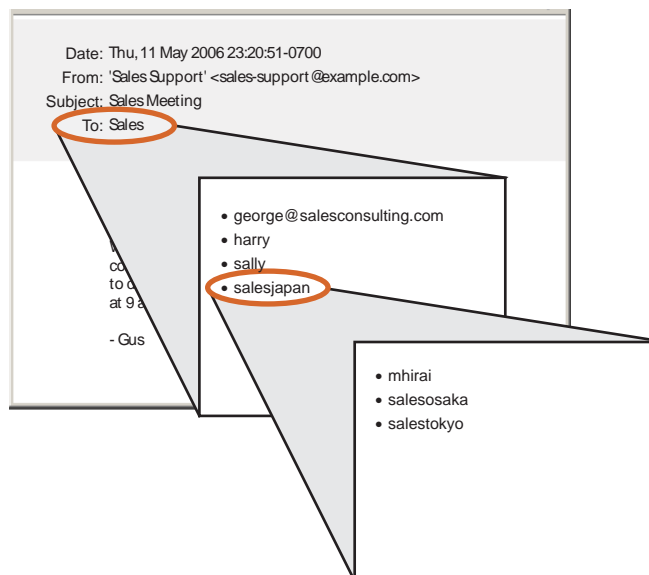 Date: Thu, 11 May 2006 23:20:51-0700
From: 'Sales Support' <sales-support@example.com>
Subject: Sales Meeting
To: Sales
• george@salesconsulting.com
• harry
• sally
• salesjapan
at 9 a
- Gus
• mhirai
• salesosaka
• salestokyo